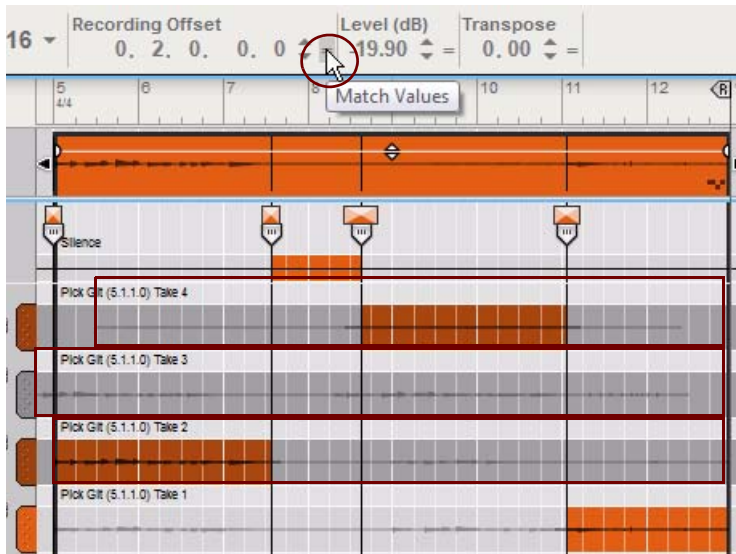 Recording Offset Level (dB) Transpose
16 0. 2. 0. 0. 0 = -19.90 = 0.00 =
Match Values
5 6 7 8 10 11 12 R
4/4
Silence
Pick Git (5.1.1.0) Take 4
Pick Git (5.1.1.0) Take 3
Pick Git (5.1.1.0) Take 2
Pick Git (5.1.1.0) Take 1